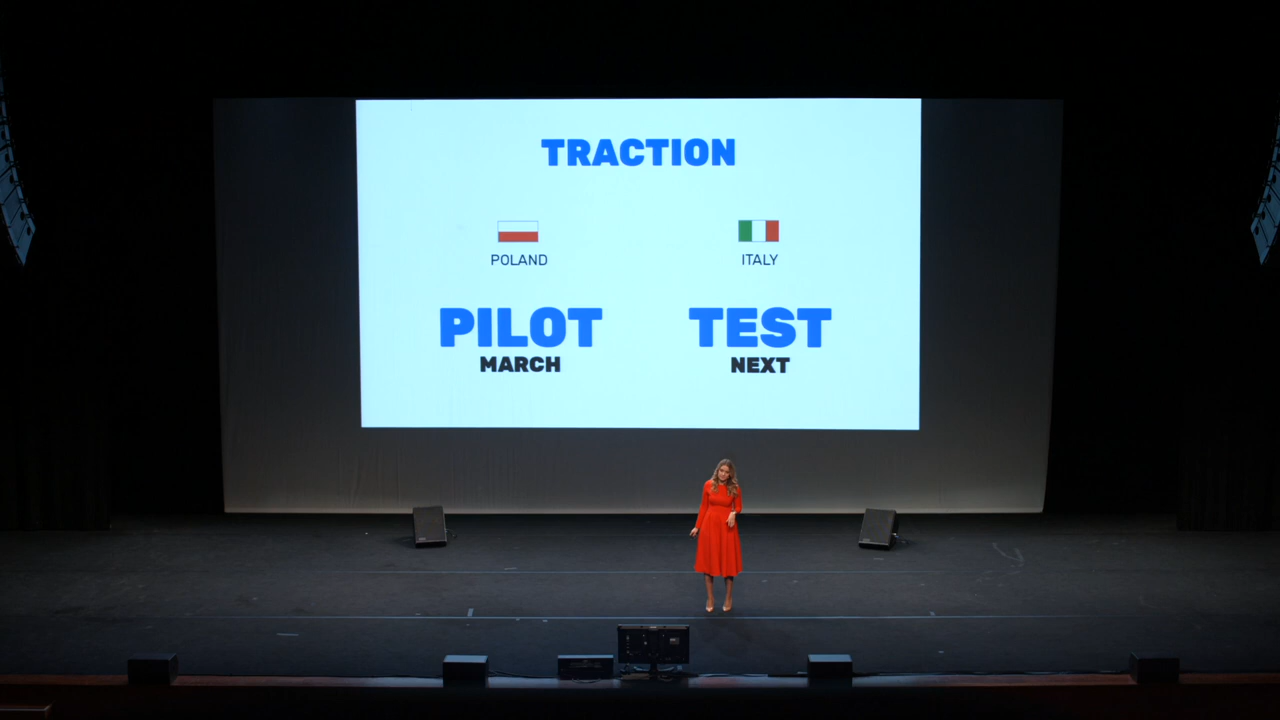 TRACTION
POLAND
ITALY
PILOT
MARCH
TEST
NEXT